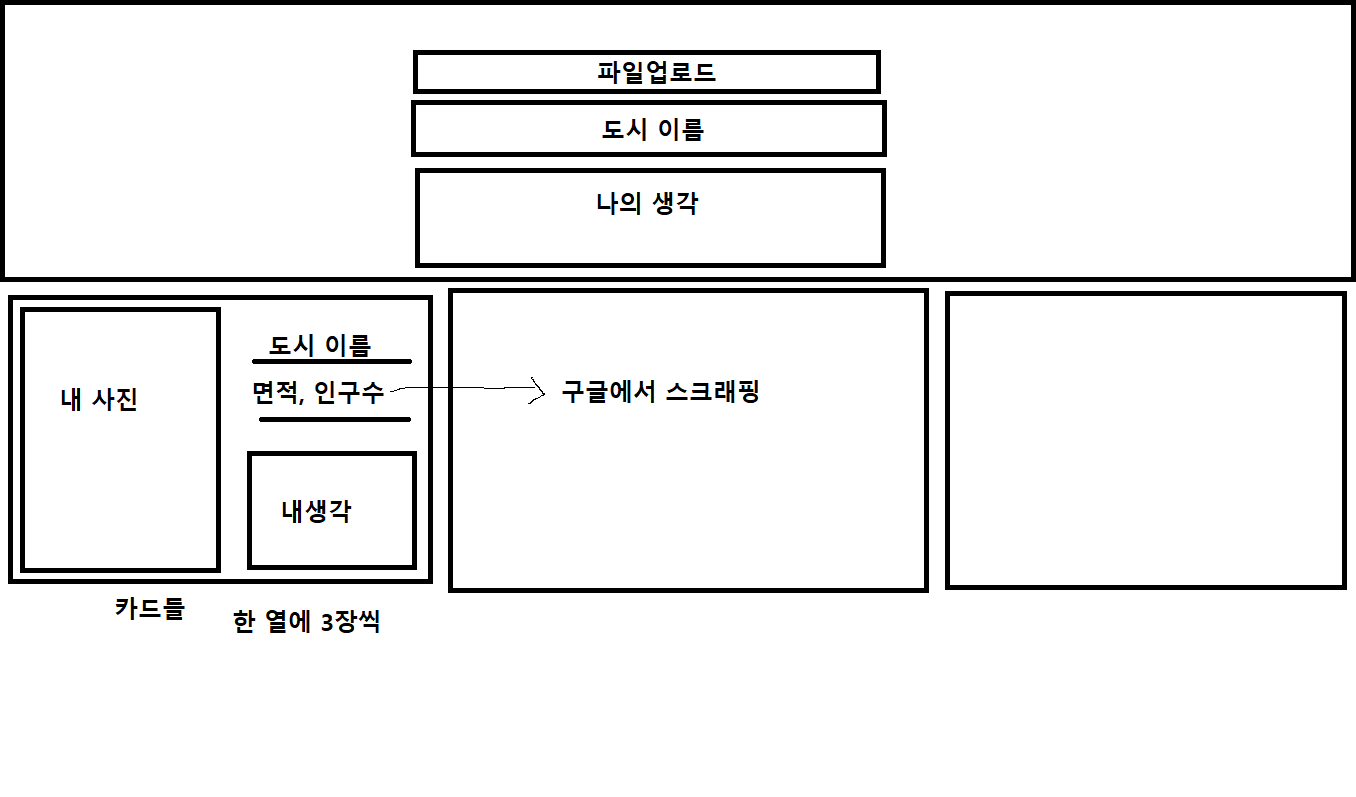 파일업로드
도시 이름
나의 생각
내 사진
도시 이름
면적, 인구수
구글에서 스크래핑
내생각
카드들
한 열에 3장씩